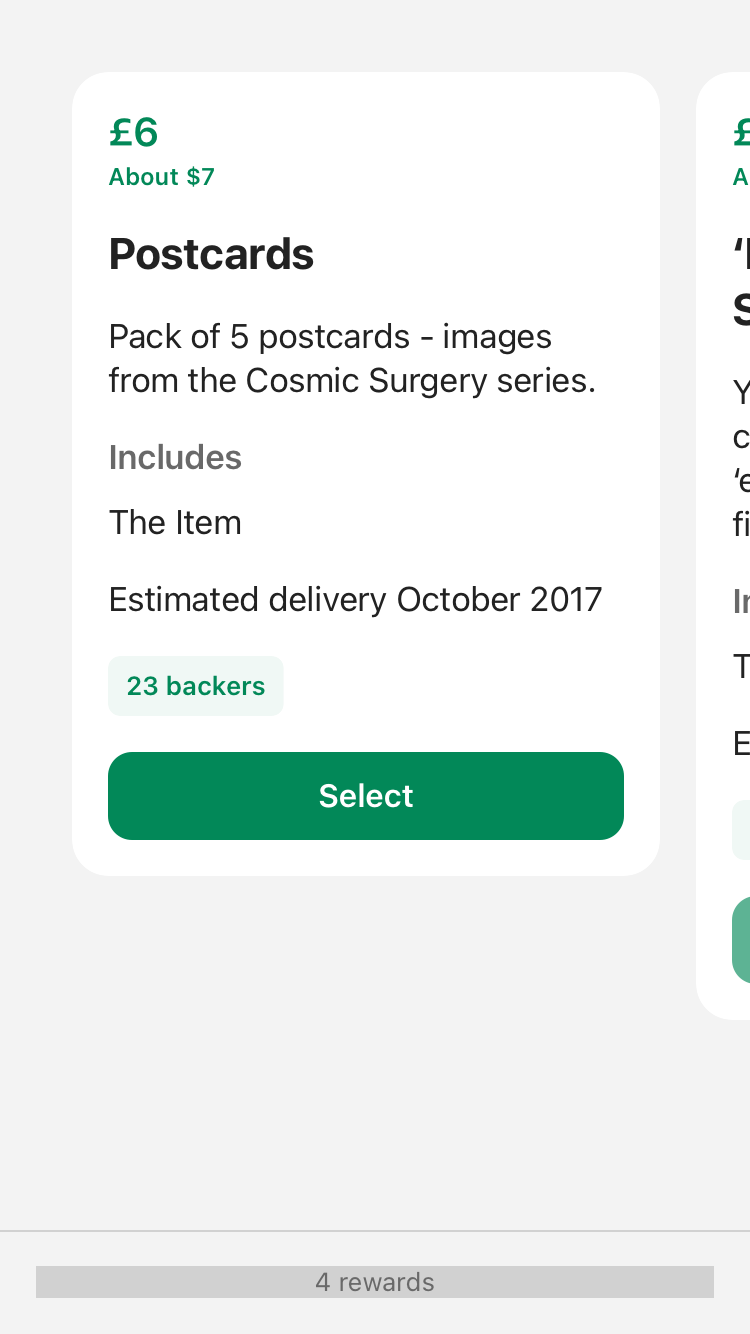 £6
About $7
Postcards
Pack of 5 postcards - images
from the Cosmic Surgery series.
Includes
The Item
Estimated delivery October 2017
23 backers
Select
4 rewards